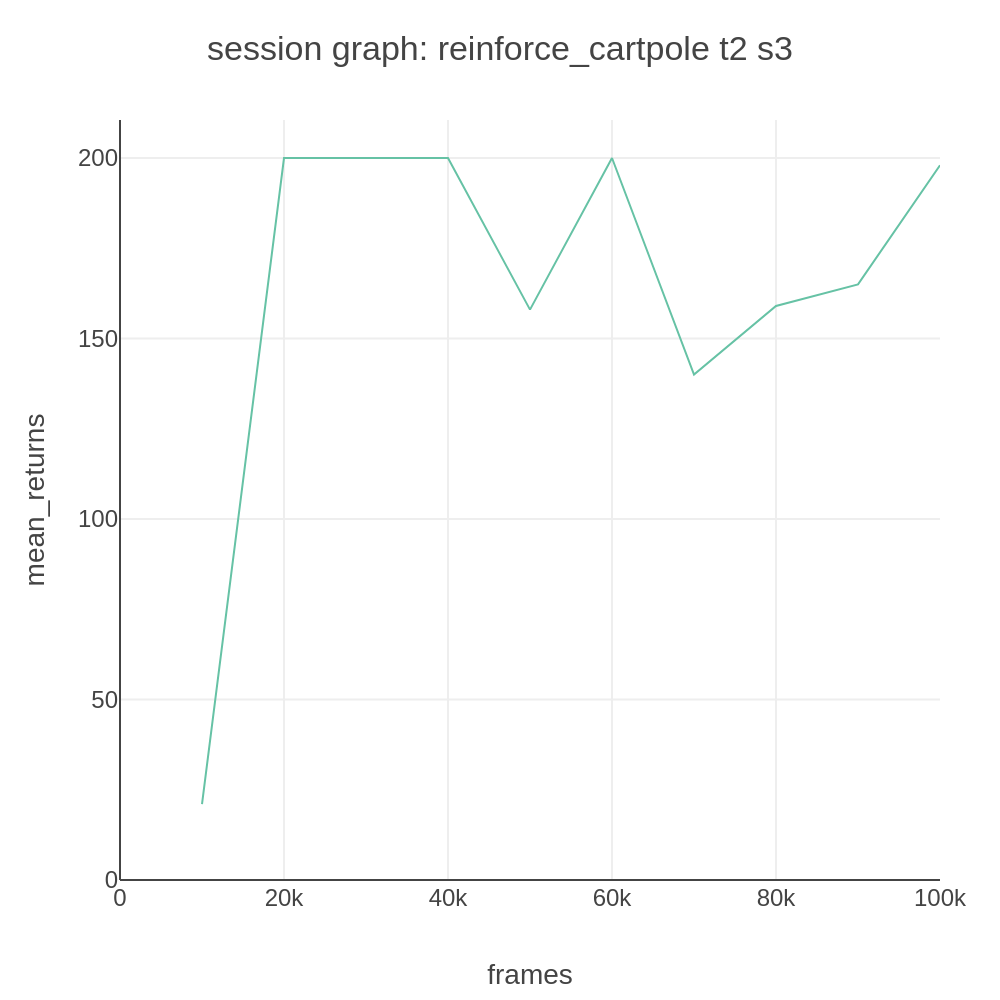 session graph: reinforce_cartpole t2 s3
mean_returns
200
150
100
50
0
0 20k 40k 60k 80k 100k
frames